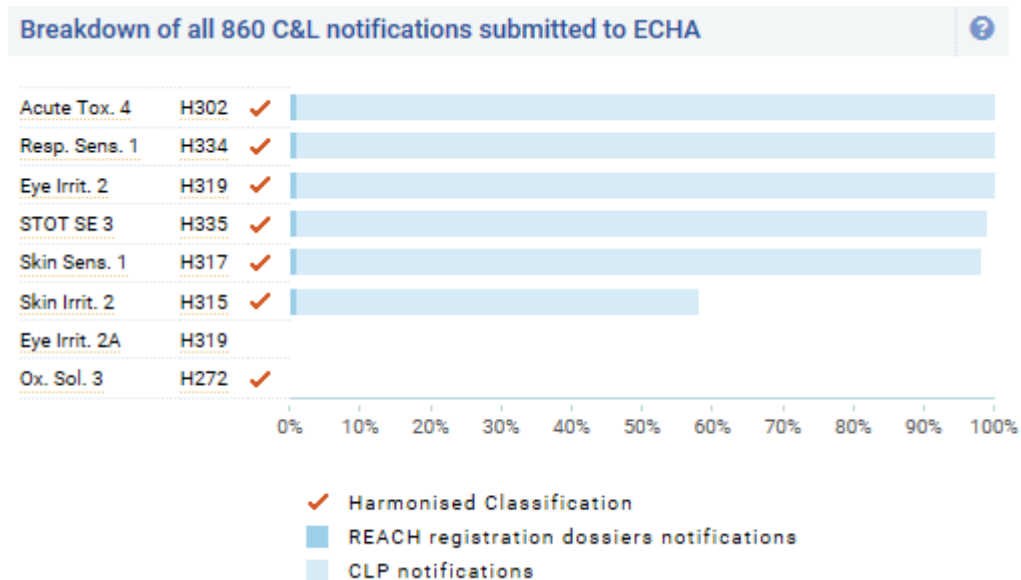 Breakdown of all 860 C&L notifications submitted to ECHA ?
Acute Tox. 4 H302
Resp. Sens. 1 H334
Eye Irrit. 2 H319
STOT SE 3 H335
Skin Sens. 1 H317
Skin Irrit. 2 H315
Eye Irrit. 2A H319
Ox. Sol. 3 H272
0% 10% 20% 30% 40% 50% 60% 70% 80% 90% 100%
Harmonised Classification
REACH registration dossiers notifications
CLP notifications